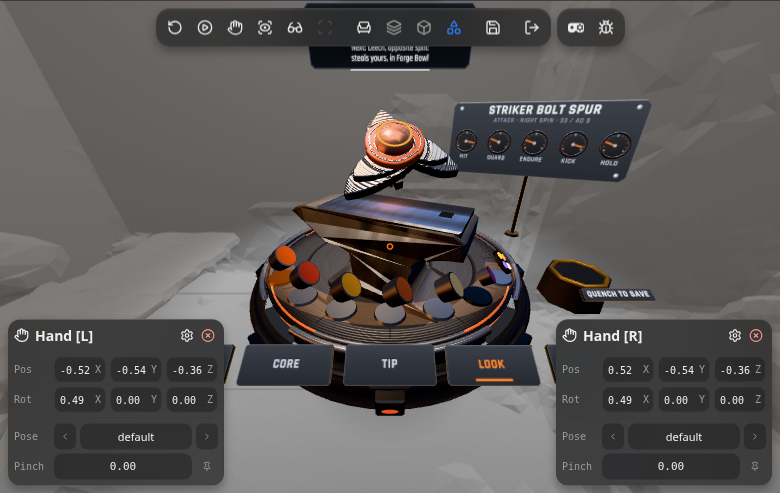 Next: Leech, opposite spin:
steals yours, in Forge Bowl
STRIKER BOLT SPUR
ATTACK · RIGHT SPIN · 33 / 40 B
HIT
GUARD
ENDURE
KICK
HOLD
QUENCH TO SAVE
CORE
TIP
LOOK
Hand [L]
Pos -0.52 X -0.54 Y -0.36 Z
Rot 0.49 X 0.00 Y 0.00 Z
Pose < default >
Pinch 0.00
Hand [R]
Pos 0.52 X -0.54 Y -0.36 Z
Rot 0.49 X 0.00 Y 0.00 Z
Pose < default >
Pinch 0.00